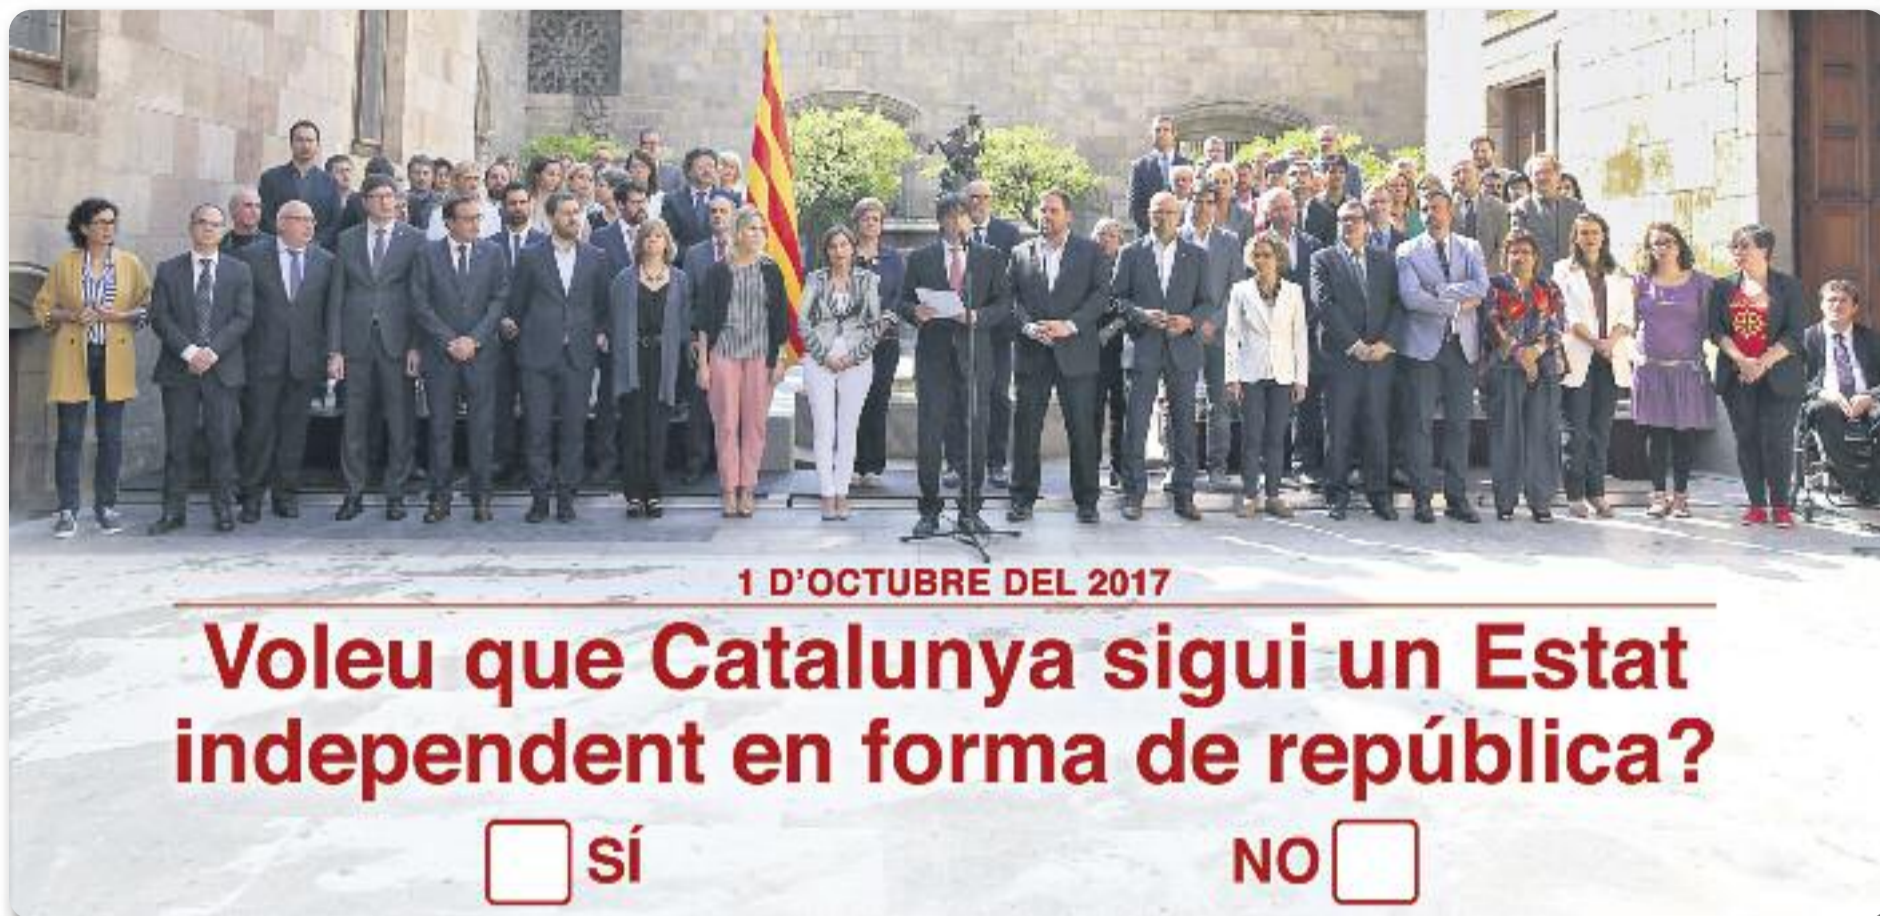 1 D'OCTUBRE DEL 2017
Voleu que Catalunya sigui un Estat
independent en forma de república?
SÍ NO